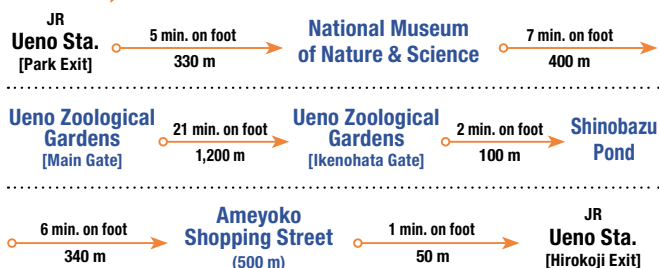 JR
Ueno Sta.
[Park Exit]
5 min. on foot
330 m
National Museum
of Nature & Science
7 min. on foot
400 m
Ueno Zoological
Gardens
[Main Gate]
21 min. on foot
1,200 m
Ueno Zoological
Gardens
[Ikenohata Gate]
2 min. on foot
100 m
Shinobazu
Pond
6 min. on foot
340 m
Ameyoko
Shopping Street
(500 m)
1 min. on foot
50 m
JR
Ueno Sta.
[Hirokoji Exit]